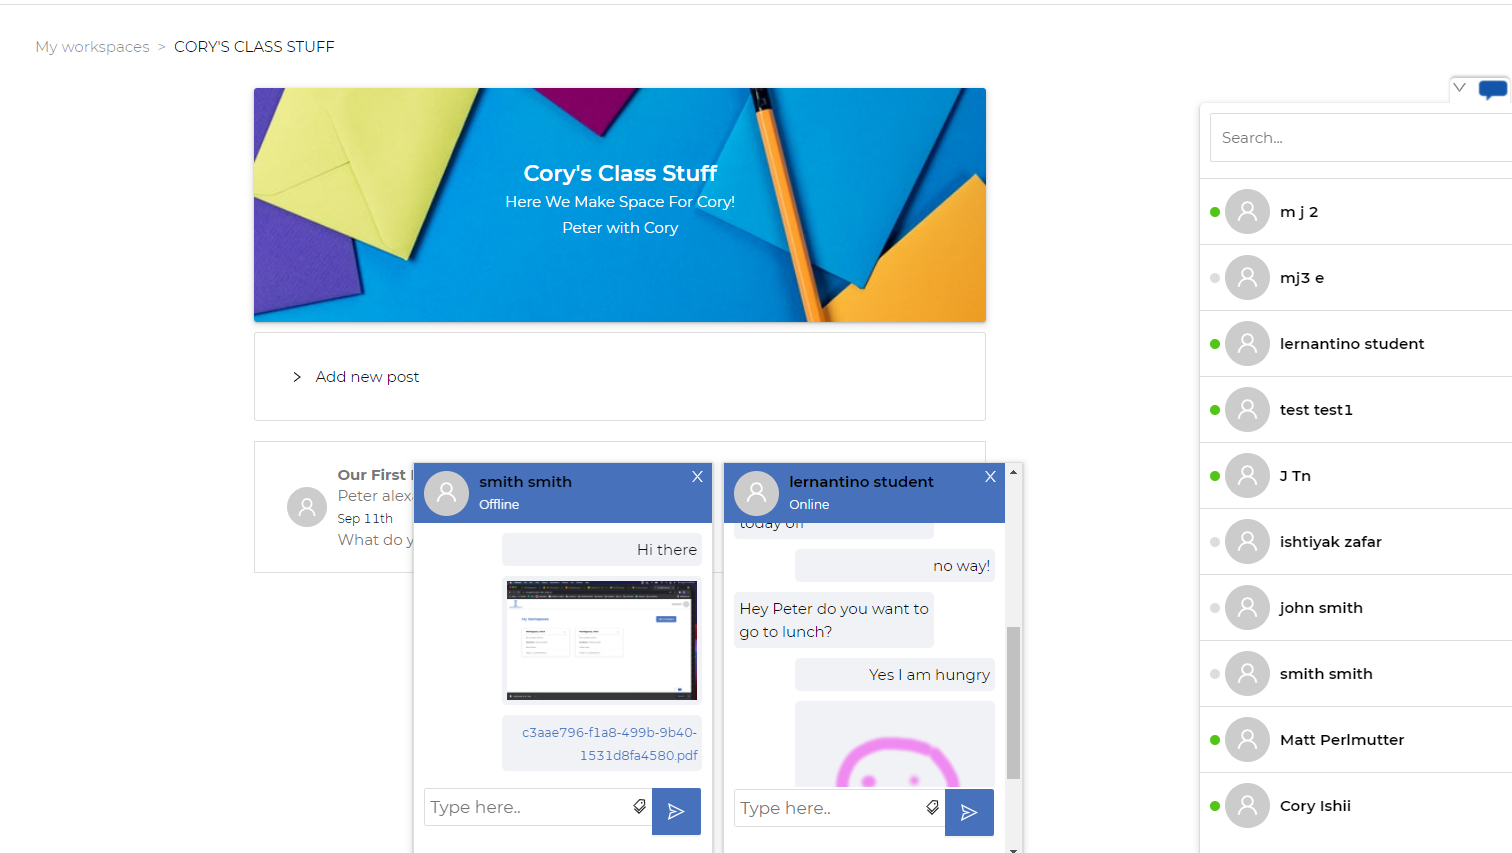 My workspaces > CORY'S CLASS STUFF
Cory's Class Stuff
Here We Make Space For Cory!
Peter with Cory
> Add new post
Our First
Peter alex
Sep 11th
What do y
smith smith
Offline
X
Hi there
My Workspaces
c3aae796-f1a8-499b-9b40-
1531d8fa4580.pdf
Type here..
lernantino student
Online
X
today off
no way!
Hey Peter do you want to
go to lunch?
Yes I am hungry
Type here..
Search...
m j 2
mj3 e
lernantino student
test test1
J Tn
ishtiyak zafar
john smith
smith smith
Matt Perlmutter
Cory Ishii